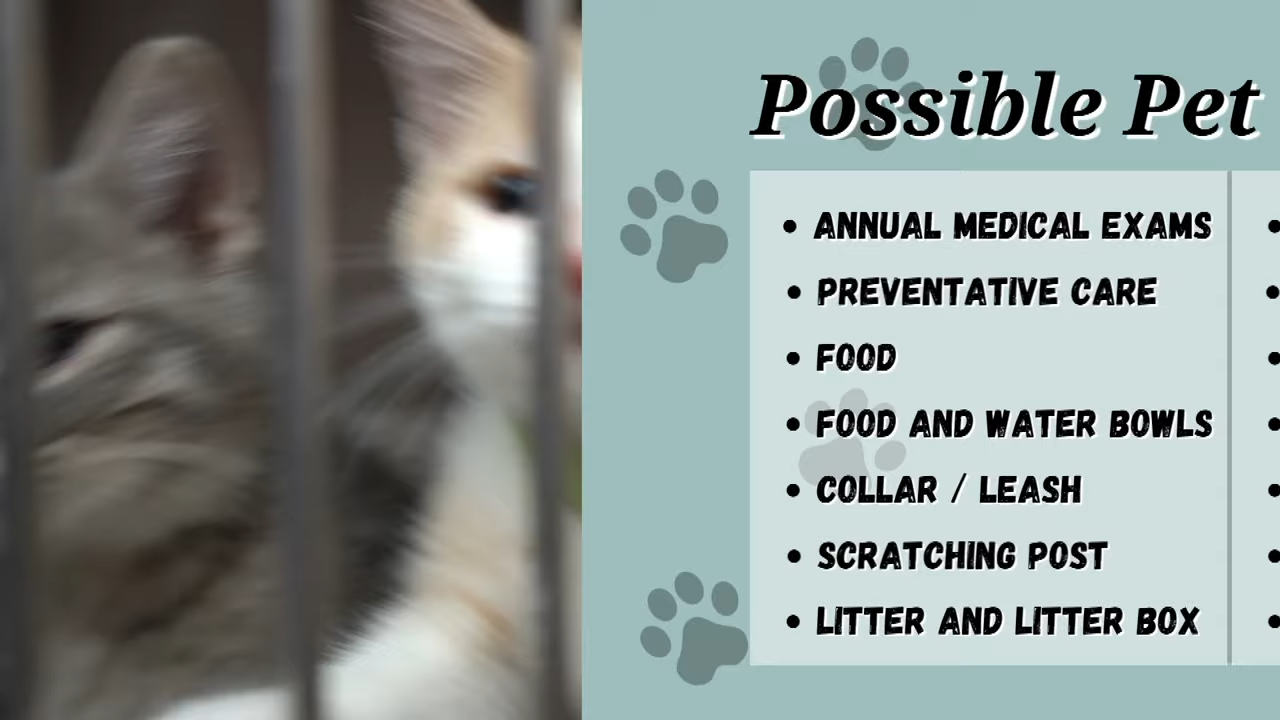 Possible Pet
• ANNUAL MEDICAL EXAMS
• PREVENTATIVE CARE
• FOOD
• FOOD AND WATER BOWLS
• COLLAR / LEASH
• SCRATCHING POST
• LITTER AND LITTER BOX